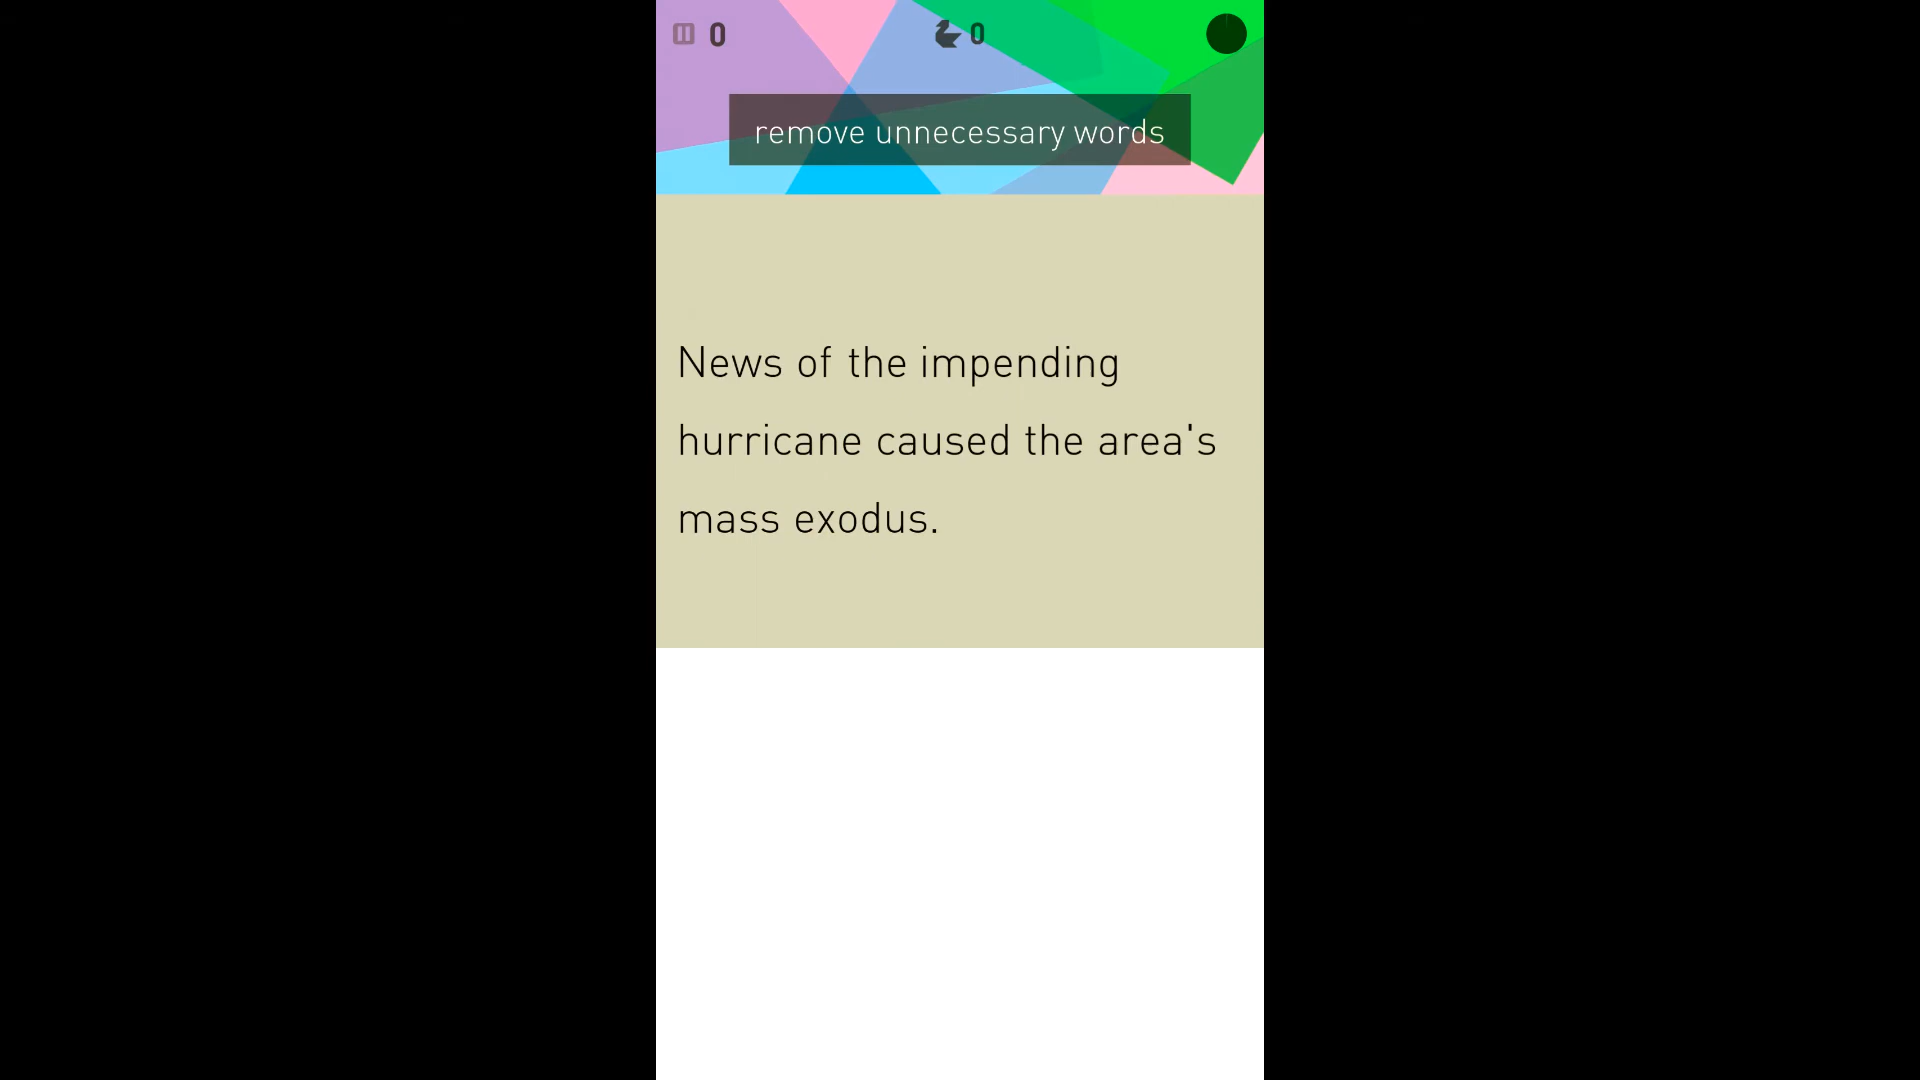 0 0
remove unnecessary words
News of the impending
hurricane caused the area's
mass exodus.